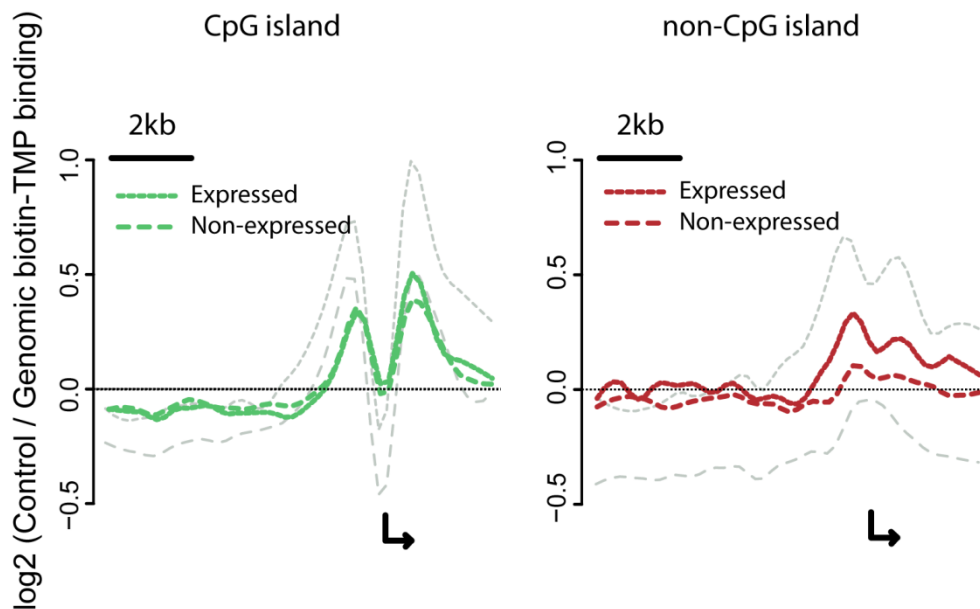 CpG island
non-CpG island
log2 (Control / Genomic biotin-TMP binding)
2kb
1.0
0.5
0.0
−0.5
Expressed
Non-expressed
2kb
1.0
0.5
0.0
−0.5
Expressed
Non-expressed